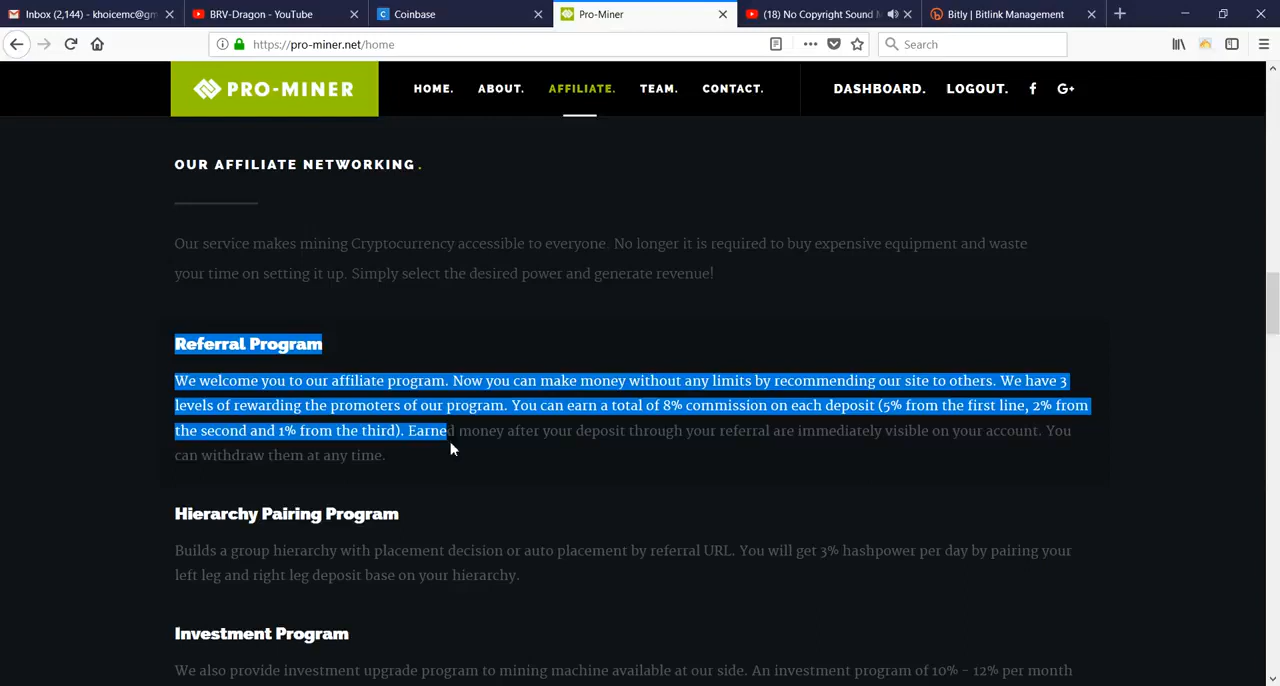 Inbox (2,144) - khoicemc@gm
BRV-Dragon - YouTube
Coinbase
Pro-Miner
(18) No Copyright Sound
Bitly | Bitlink Management
https://pro-miner.net/home
Search
PRO-MINER
HOME.
ABOUT.
AFFILIATE.
TEAM.
CONTACT.
DASHBOARD.
LOGOUT.
f
G+
OUR AFFILIATE NETWORKING.
Our service makes mining Cryptocurrency accessible to everyone. No longer it is required to buy expensive equipment and waste
your time on setting it up. Simply select the desired power and generate revenue!
Referral Program
We welcome you to our affiliate program. Now you can make money without any limits by recommending our site to others. We have 3
levels of rewarding the promoters of our program. You can earn a total of 8% commission on each deposit (5% from the first line, 2% from
the second and 1% from the third). Earned money after your deposit through your referral are immediately visible on your account. You
can withdraw them at any time.
Hierarchy Pairing Program
Builds a group hierarchy with placement decision or auto placement by referral URL. You will get 3% hashpower per day by pairing your
left leg and right leg deposit base on your hierarchy.
Investment Program
We also provide investment upgrade program to mining machine available at our side. An investment program of 10% - 12% per month